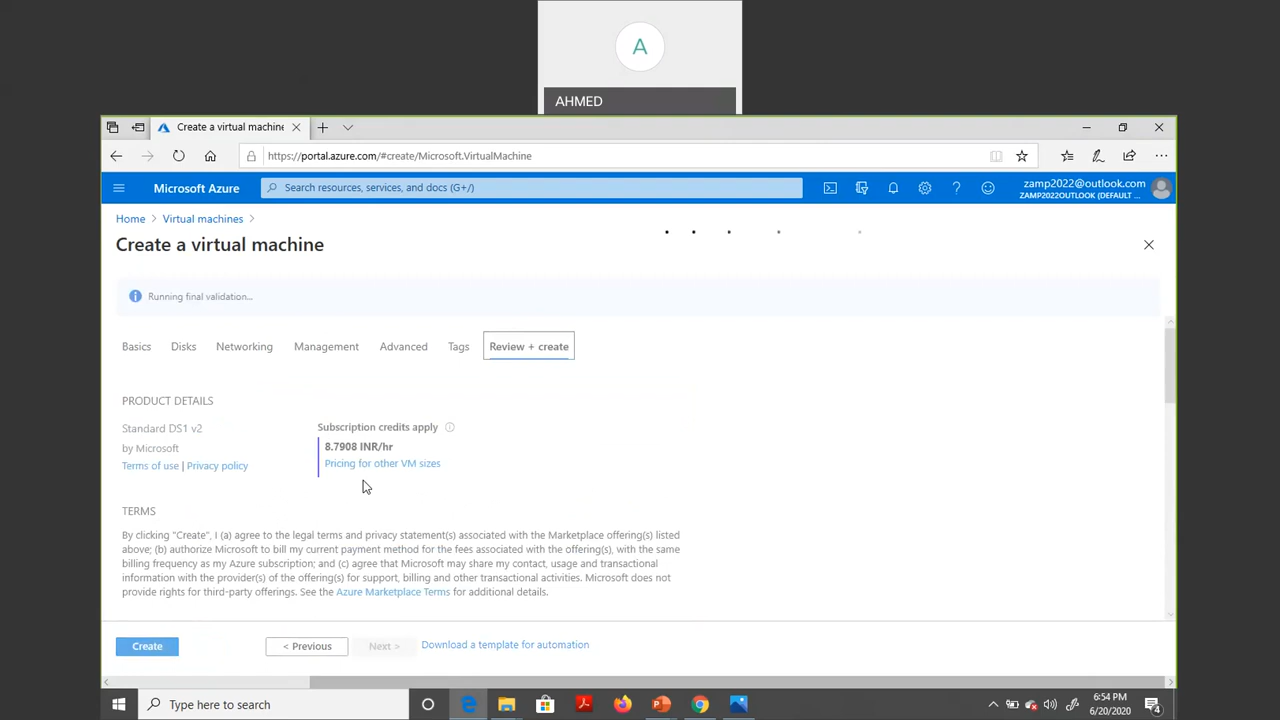 A
AHMED
Create a virtual machine
https://portal.azure.com/#create/Microsoft.VirtualMachine
Microsoft Azure
Search resources, services, and docs (G+/)
zamp2022@outlook.com
ZAMP2022OUTLOOK (DEFAULT ...
Home > Virtual machines >
Create a virtual machine
Running final validation...
Basics Disks Networking Management Advanced Tags Review + create
PRODUCT DETAILS
Standard DS1 v2
by Microsoft
Terms of use | Privacy policy
Subscription credits apply
8.7908 INR/hr
Pricing for other VM sizes
TERMS
By clicking "Create", I (a) agree to the legal terms and privacy statement(s) associated with the Marketplace offering(s) listed
above; (b) authorize Microsoft to bill my current payment method for the fees associated with the offering(s), with the same
billing frequency as my Azure subscription; and (c) agree that Microsoft may share my contact, usage and transactional
information with the provider(s) of the offering(s) for support, billing and other transactional activities. Microsoft does not
provide rights for third-party offerings. See the Azure Marketplace Terms for additional details.
Create < Previous Next > Download a template for automation
Type here to search
6:54 PM
6/20/2020
4